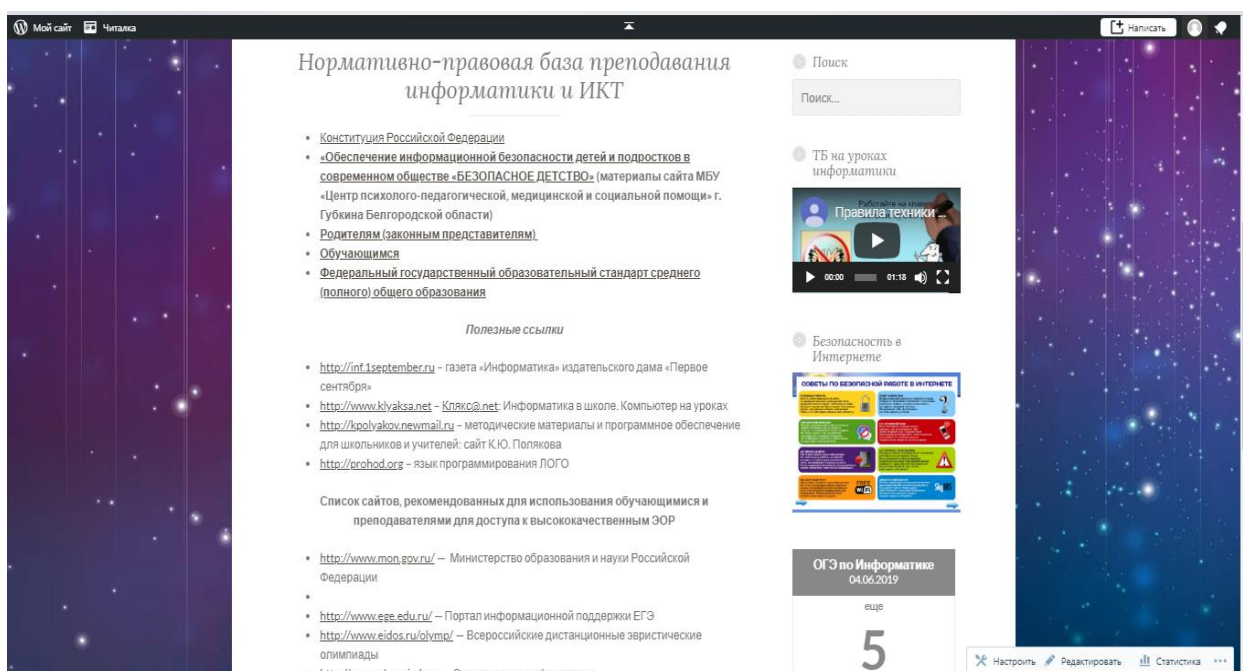 Мой сайт Читалка Написать
Нормативно-правовая база преподавания
информатики и ИКТ
Конституция Российской Федерации
«Обеспечение информационной безопасности детей и подростков в
современном обществе «БЕЗОПАСНОЕ ДЕТСТВО» (материалы сайта МБУ
«Центр психолого-педагогической, медицинской и социальной помощи» г.
Губкина Белгородской области)
Родителям (законным представителям)
Обучающимся
Федеральный государственный образовательный стандарт среднего
(полного) общего образования
Полезные ссылки
http://inf.1september.ru – газета «Информатика» издательского дама «Первое
сентября»
http://www.klyaksa.net – Клякс@.net: Информатика в школе. Компьютер на уроках
http://kpolyakov.newmail.ru – методические материалы и программное обеспечение
для школьников и учителей: сайт К.Ю. Полякова
http://prohod.org – язык программирования ЛОГО
Список сайтов, рекомендованных для использования обучающимися и
преподавателями для доступа к высококачественным ЭОР
http://www.mon.gov.ru/ — Министерство образования и науки Российской
Федерации
http://www.ege.edu.ru/ — Портал информационной поддержки ЕГЭ
http://www.eidos.ru/olymp/ — Всероссийские дистанционные эвристические
олимпиады
Поиск
Поиск...
ТБ на уроках
информатики
Правила техники ...
00:00 01:18
Безопасность в
Интернете
СОВЕТЫ ПО БЕЗОПАСНОЙ РАБОТЕ В ИНТЕРНЕТЕ
ОГЭ по Информатике
04.06.2019
еще
5
Настроить Редактировать Статистика